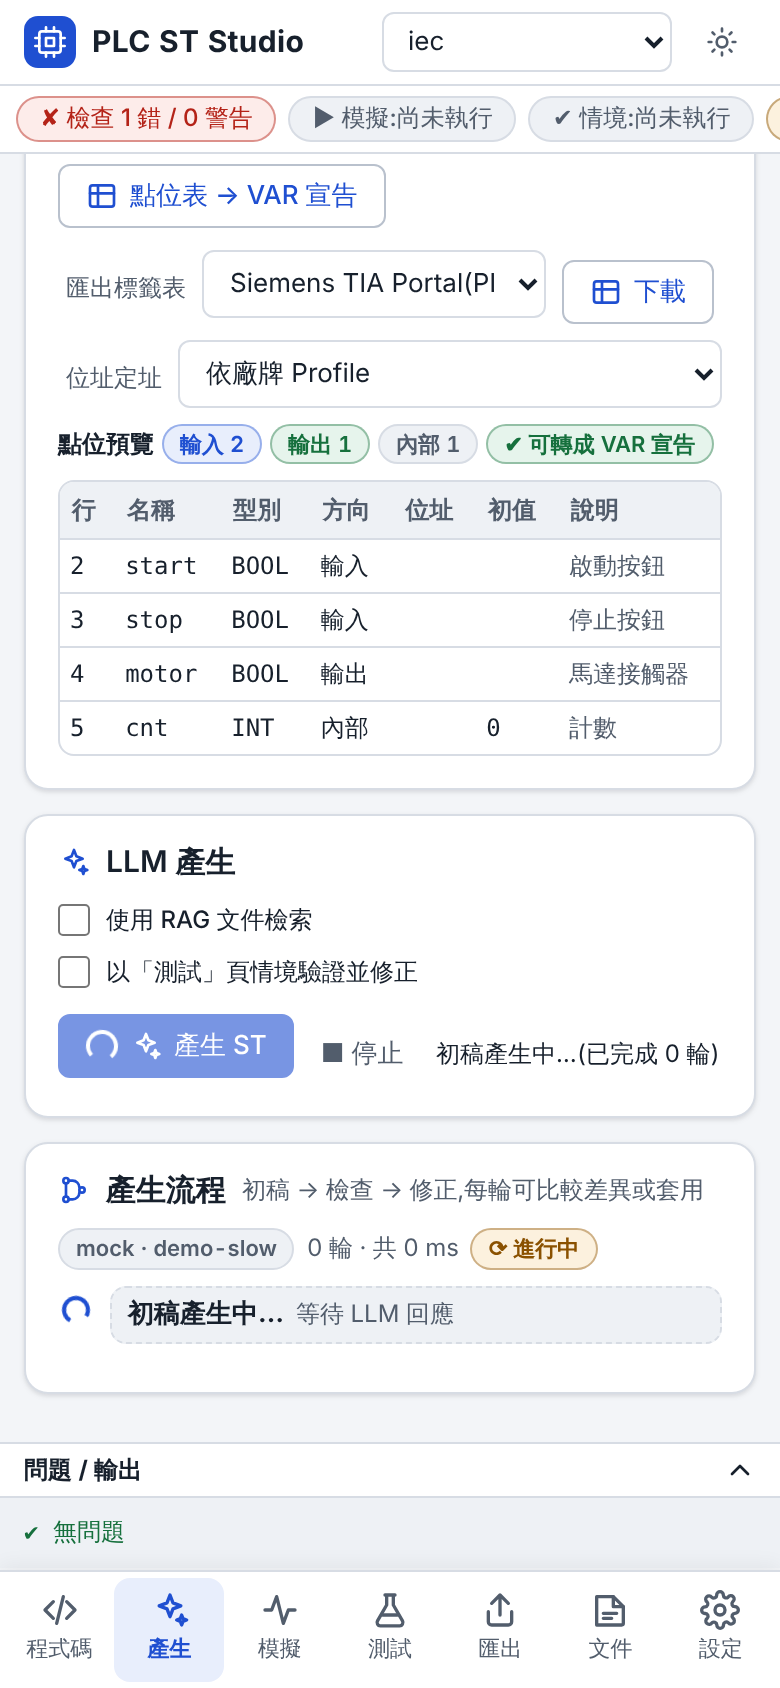 PLC ST Studio iec
✘ 檢查 1 錯 / 0 警告 ▶ 模擬:尚未執行 ✔ 情境:尚未執行
點位表 → VAR 宣告
匯出標籤表 Siemens TIA Portal(Pl 下載
位址定址 依廠牌 Profile
點位預覽 輸入 2 輸出 1 內部 1 ✔ 可轉成 VAR 宣告
行 名稱 型別 方向 位址 初值 說明
2 start BOOL 輸入 啟動按鈕
3 stop BOOL 輸入 停止按鈕
4 motor BOOL 輸出 馬達接觸器
5 cnt INT 內部 0 計數
LLM 產生
使用 RAG 文件檢索
以「測試」頁情境驗證並修正
產生 ST ■ 停止 初稿產生中…(已完成 0 輪)
產生流程 初稿 → 檢查 → 修正,每輪可比較差異或套用
mock · demo-slow 0 輪 · 共 0 ms ⟳ 進行中
初稿產生中… 等待 LLM 回應
問題 / 輸出
✔ 無問題
程式碼 產生 模擬 測試 匯出 文件 設定